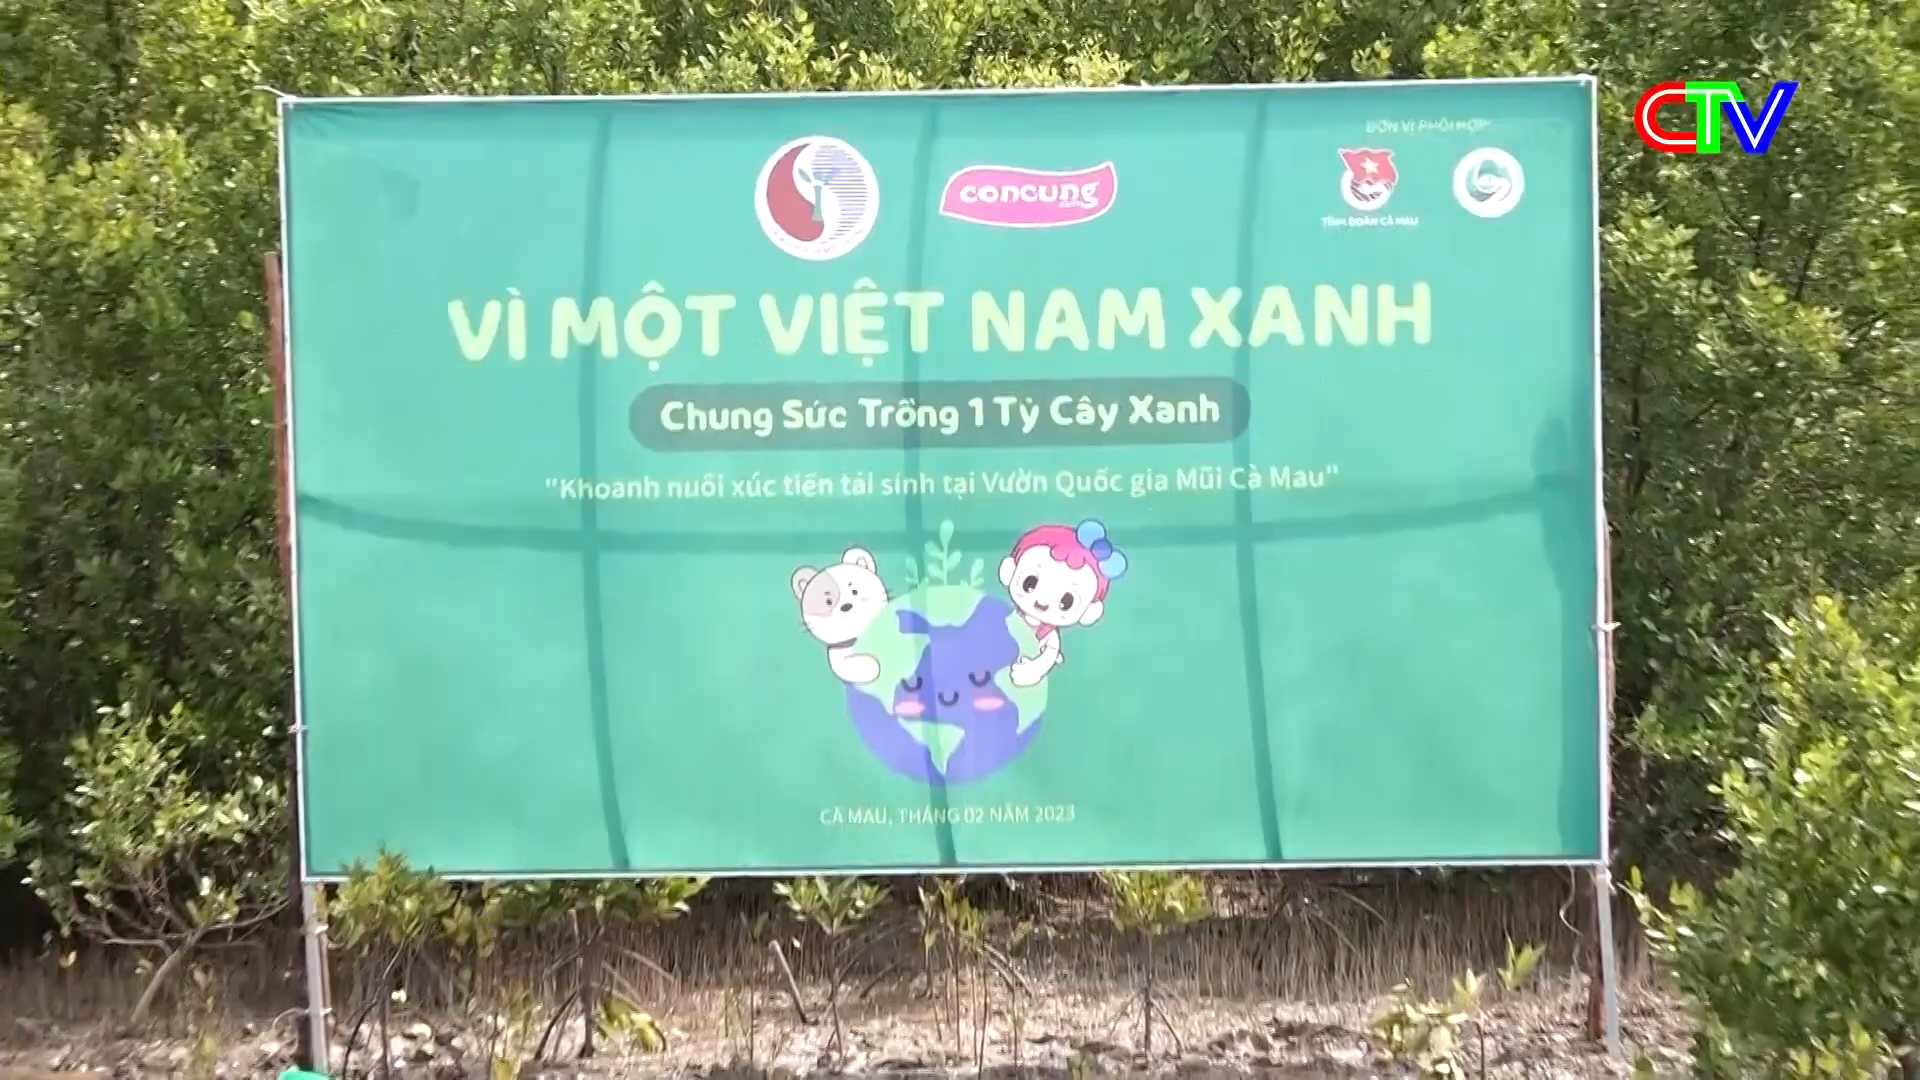 CTV
ĐƠN VỊ PHỐI HỢP
concung
TỈNH ĐOÀN CÀ MAU
VÌ MỘT VIỆT NAM XANH
Chung Sức Trồng 1 Tỷ Cây Xanh
"Khoanh nuôi xúc tiến tái sinh tại Vườn Quốc gia Mũi Cà Mau"
CÀ MAU, THÁNG 02 NĂM 2023